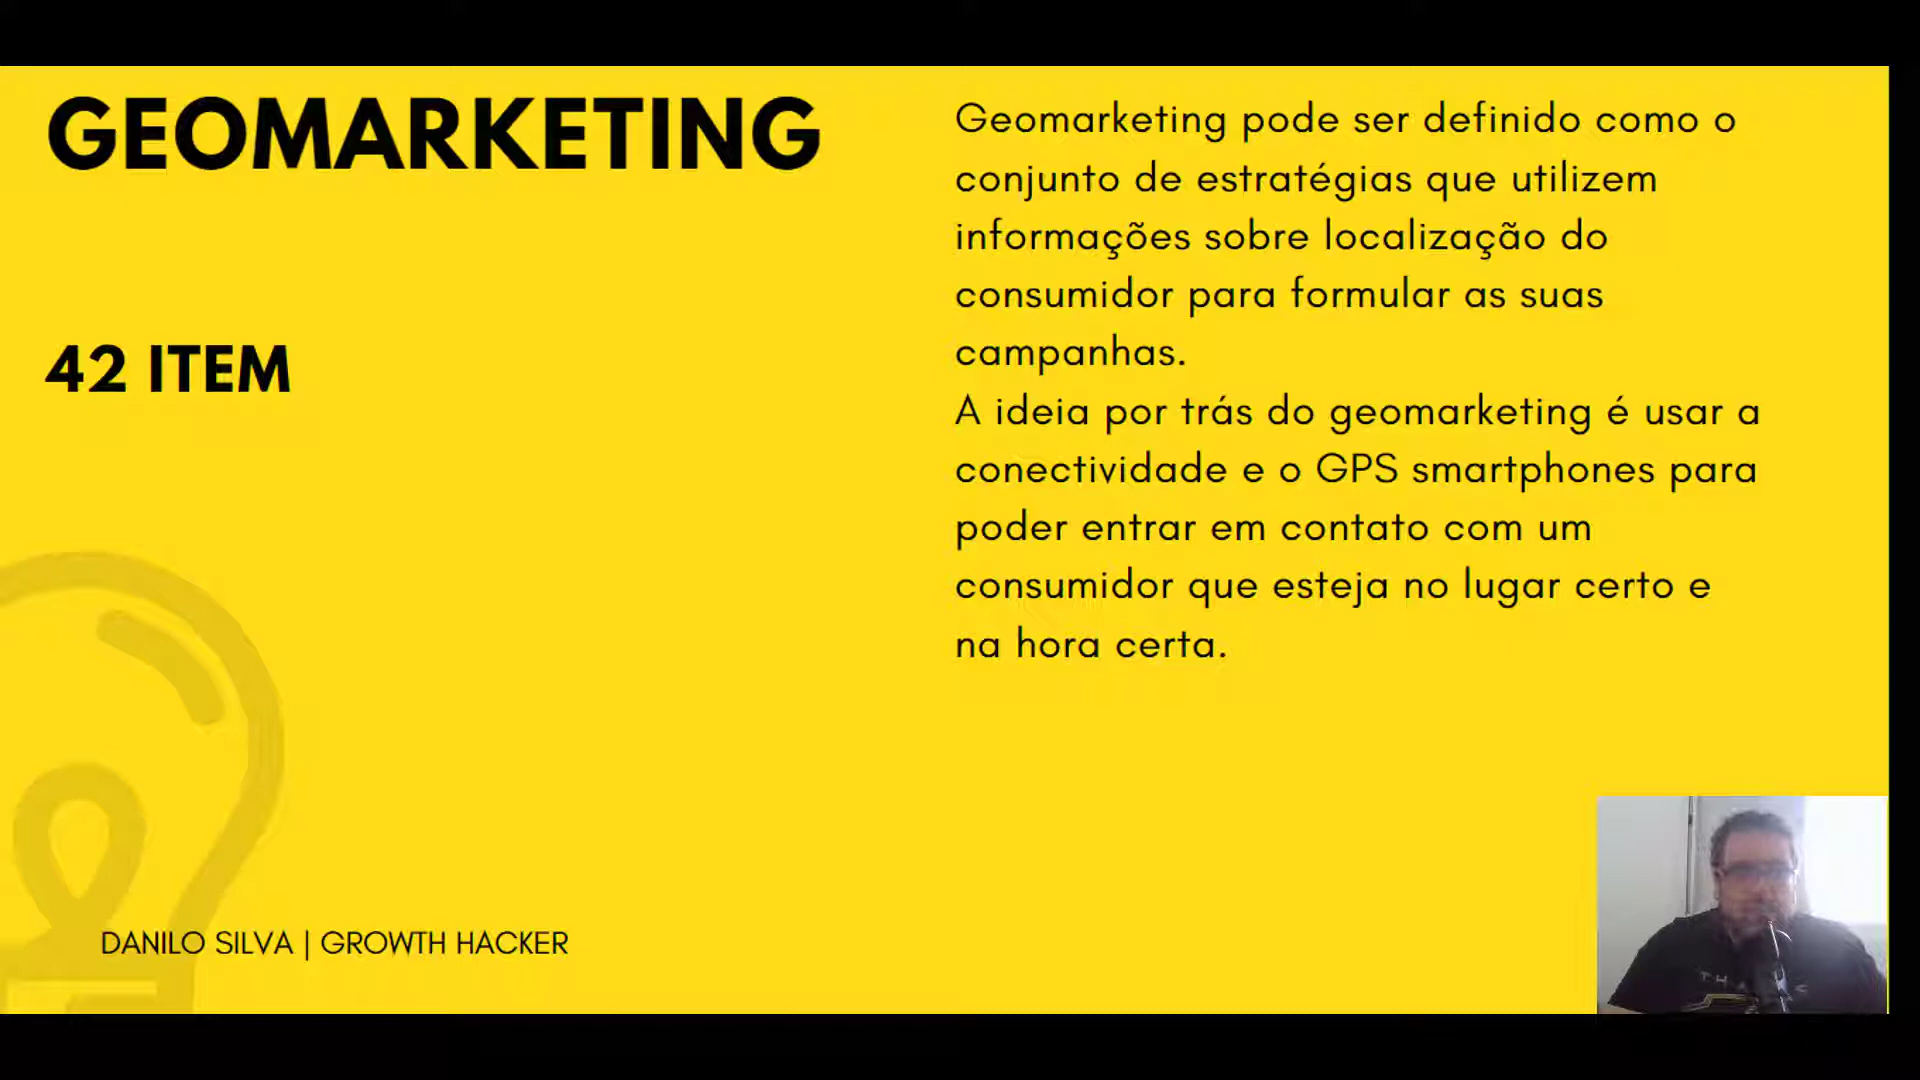 GEOMARKETING
42 ITEM
Geomarketing pode ser definido como o
conjunto de estratégias que utilizem
informações sobre localização do
consumidor para formular as suas
campanhas.
A ideia por trás do geomarketing é usar a
conectividade e o GPS smartphones para
poder entrar em contato com um
consumidor que esteja no lugar certo e
na hora certa.
DANILO SILVA | GROWTH HACKER